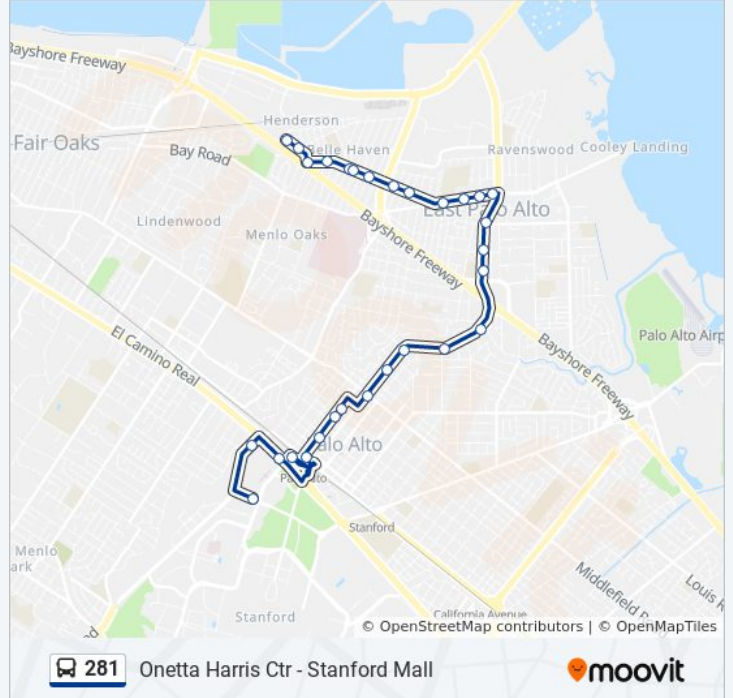 Bayshore Freeway
Henderson
Fair Oaks
Belle Haven
Bay Road
Ravenswood
Cooley Landing
Lindenwood
East Palo Alto
Menlo Oaks
Bayshore Freeway
El Camino Real
Palo Alto Airp
Bayshore Freeway
alo Alto
Stanford
Menlo
ark
Middlefield
Louis R
Stanford
California Avenue
© OpenStreetMap contributors | © OpenMapTiles
281 Onetta Harris Ctr - Stanford Mall
moovit